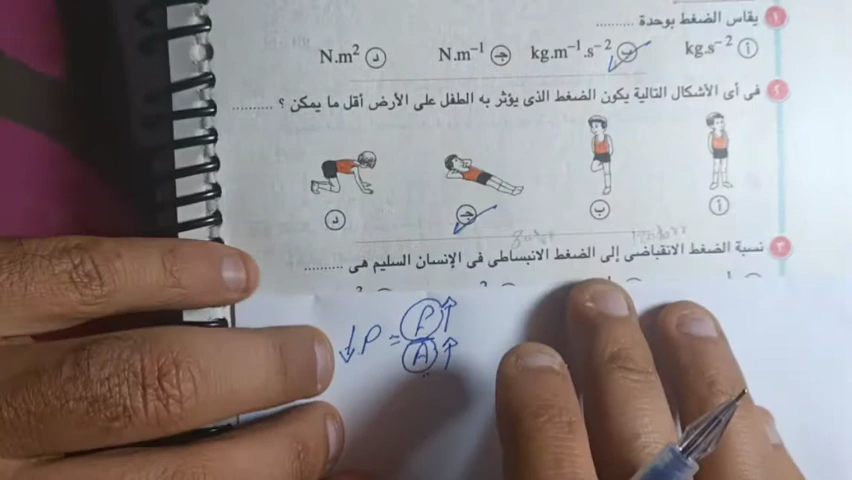 ١ يقاس الضغط بوحدة ..........
أ kg.s⁻² ب kg.m⁻¹.s⁻² جـ N.m⁻¹ د N.m²
٢ فى أى الأشكال التالية يكون الضغط الذى يؤثر به الطفل على الأرض أقل ما يمكن ؟ ..........
أ ب جـ د
٣ نسبة الضغط الانقباضى إلى الضغط الانبساطى فى الإنسان السليم هى ..........
↓P = F↑
A↑